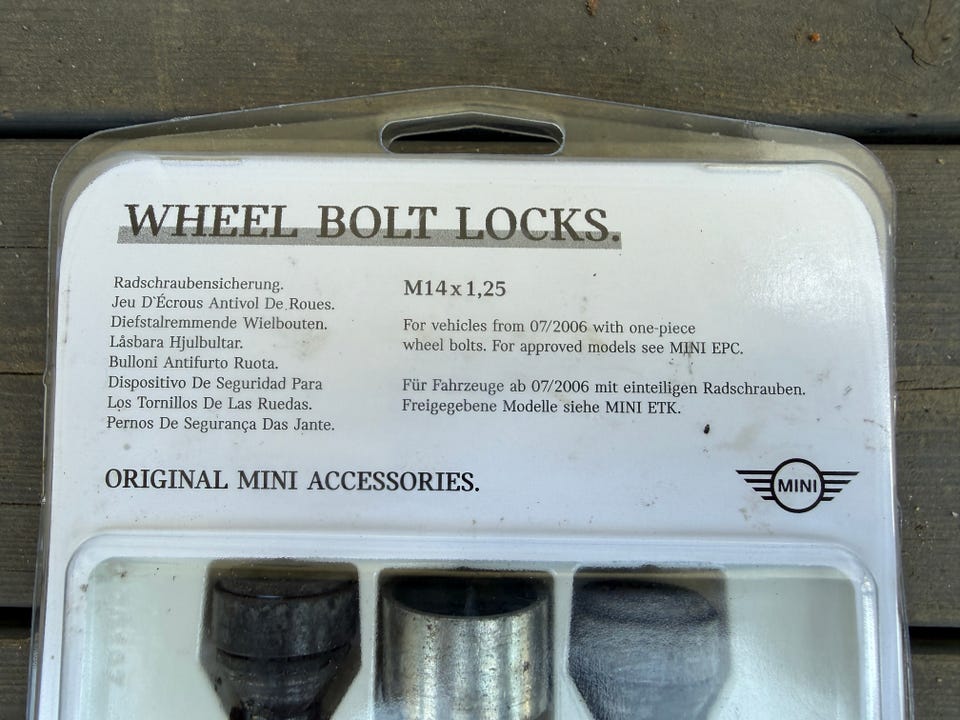 WHEEL BOLT LOCKS.
Radschraubensicherung.
Jeu D`Écrous Antivol De Roues.
Diefstalremmende Wielbouten.
Låsbara Hjulbultar.
Bulloni Antifurto Ruota.
Dispositivo De Seguridad Para
Los Tornillos De Las Ruedas.
Pernos De Segurança Das Jante.
M14 x 1,25
For vehicles from 07/2006 with one-piece
wheel bolts. For approved models see MINI EPC.
Für Fahrzeuge ab 07/2006 mit einteiligen Radschrauben.
Freigegebene Modelle siehe MINI ETK.
ORIGINAL MINI ACCESSORIES.
MINI